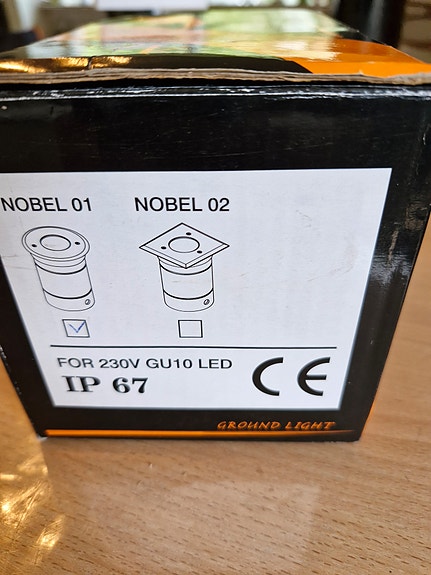 NOBEL 01 NOBEL 02
FOR 230V GU10 LED
IP 67
CE
GROUND LIGHT